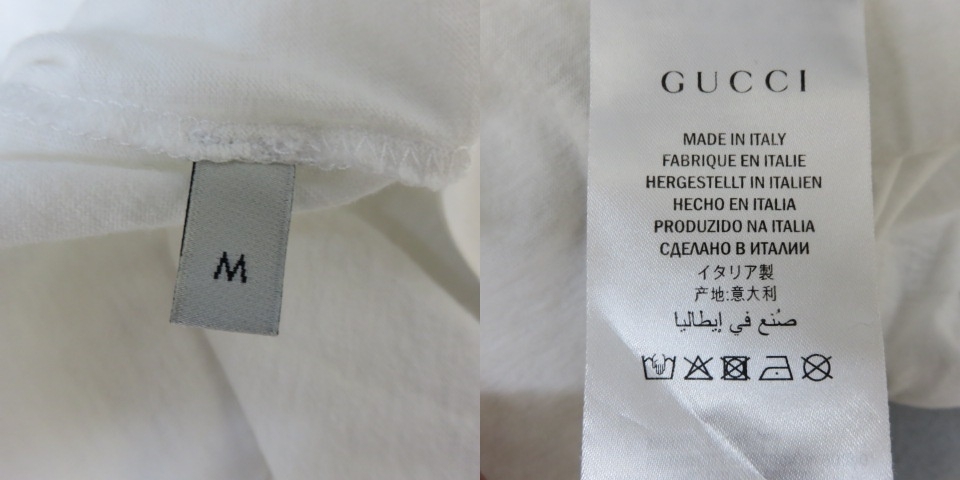 M
GUCCI
MADE IN ITALY
FABRIQUE EN ITALIE
HERGESTELLT IN ITALIEN
HECHO EN ITALIA
PRODUZIDO NA ITALIA
СДЕЛАНО В ИТАЛИИ
イタリア製
产地:意大利
صُنع في إيطاليا